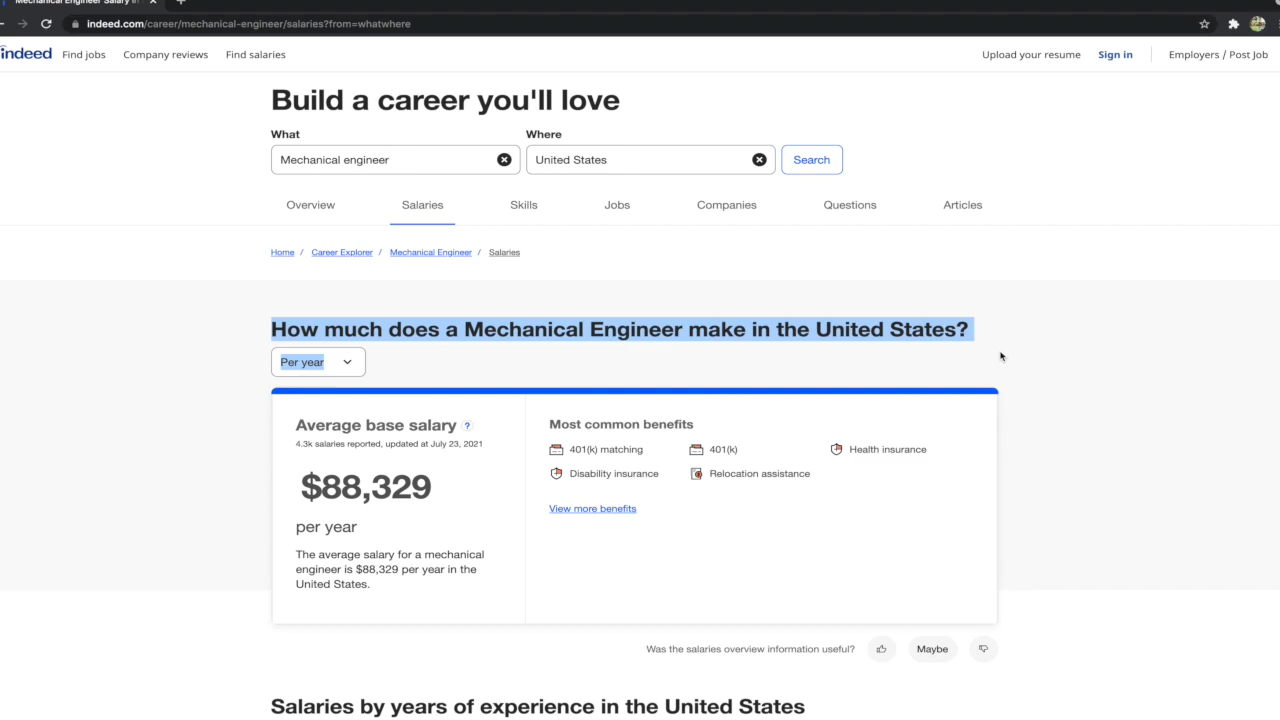 Mechanical Engineer Salary in
indeed.com/career/mechanical-engineer/salaries?from=whatwhere
indeed Find jobs Company reviews Find salaries Upload your resume Sign in Employers / Post Job
Build a career you'll love
What Where
Mechanical engineer United States Search
Overview Salaries Skills Jobs Companies Questions Articles
Home / Career Explorer / Mechanical Engineer / Salaries
How much does a Mechanical Engineer make in the United States?
Per year
Average base salary ?
4.3k salaries reported, updated at July 23, 2021
$88,329
per year
The average salary for a mechanical
engineer is $88,329 per year in the
United States.
Most common benefits
401(k) matching 401(k) Health insurance
Disability insurance Relocation assistance
View more benefits
Was the salaries overview information useful? Maybe
Salaries by years of experience in the United States